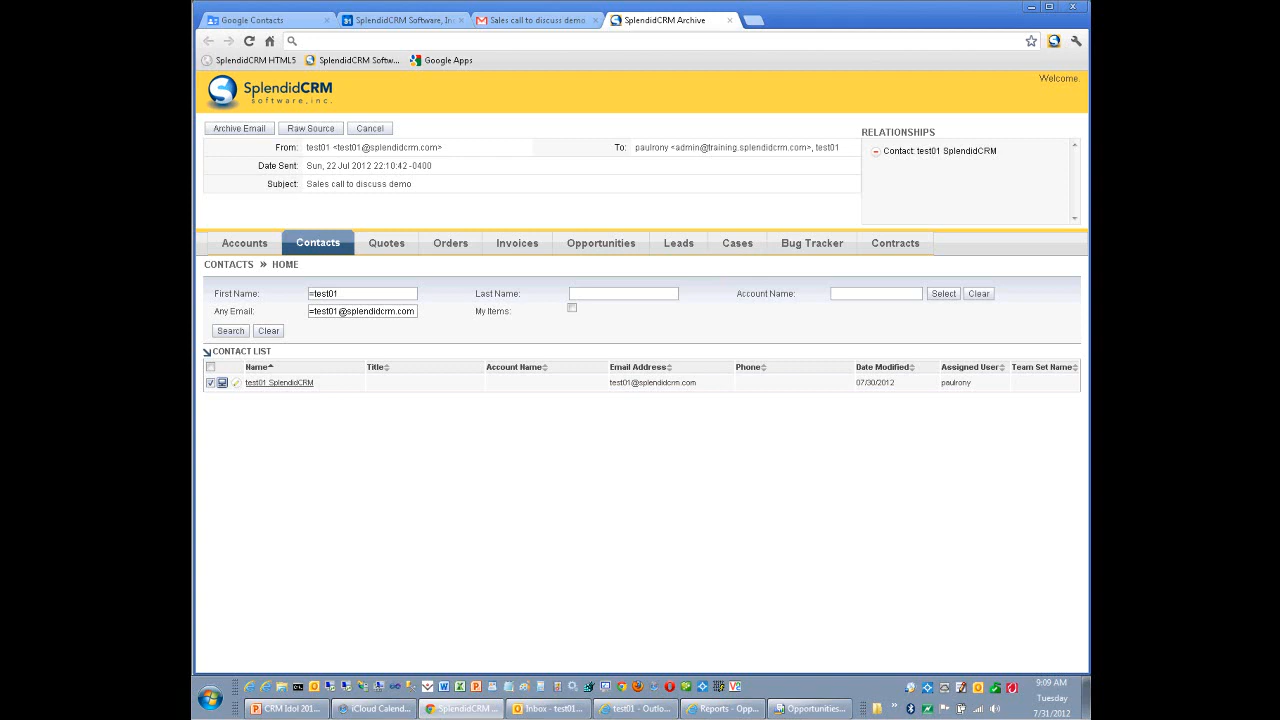 Google Contacts
SplendidCRM Software, In
Sales call to discuss demo
SplendidCRM Archive
SplendidCRM HTML5
SplendidCRM Softw...
Google Apps
SplendidCRM
software, inc.
Welcome.
Archive Email
Raw Source
Cancel
RELATIONSHIPS
From: test01 <test01@splendidcrm.com>
To: paulrony <admin@training.splendidcrm.com>, test01
Contact: test01 SplendidCRM
Date Sent: Sun, 22 Jul 2012 22:10:42 -0400
Subject: Sales call to discuss demo
Accounts Contacts Quotes Orders Invoices Opportunities Leads Cases Bug Tracker Contracts
CONTACTS » HOME
First Name: =test01 Last Name: Account Name: Select Clear
Any Email: =test01@splendidcrm.com My Items:
Search Clear
CONTACT LIST
Name Title Account Name Email Address Phone Date Modified Assigned User Team Set Name
test01 SplendidCRM test01@splendidcrm.com 07/30/2012 paulrony
9:09 AM
Tuesday
7/31/2012
CRM Idol 201...
iCloud Calend...
SplendidCRM ...
Inbox - test01...
test01 - Outlo...
Reports - Opp...
Opportunities...